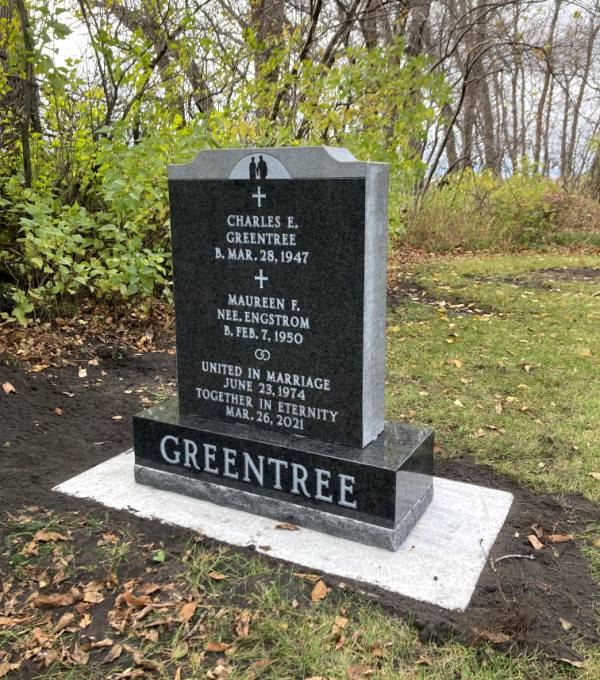 CHARLES E.
GREENTREE
B. MAR. 28, 1947
MAUREEN F.
NEE. ENGSTROM
B. FEB. 7, 1950
UNITED IN MARRIAGE
JUNE 23, 1974
TOGETHER IN ETERNITY
MAR. 26, 2021
GREENTREE